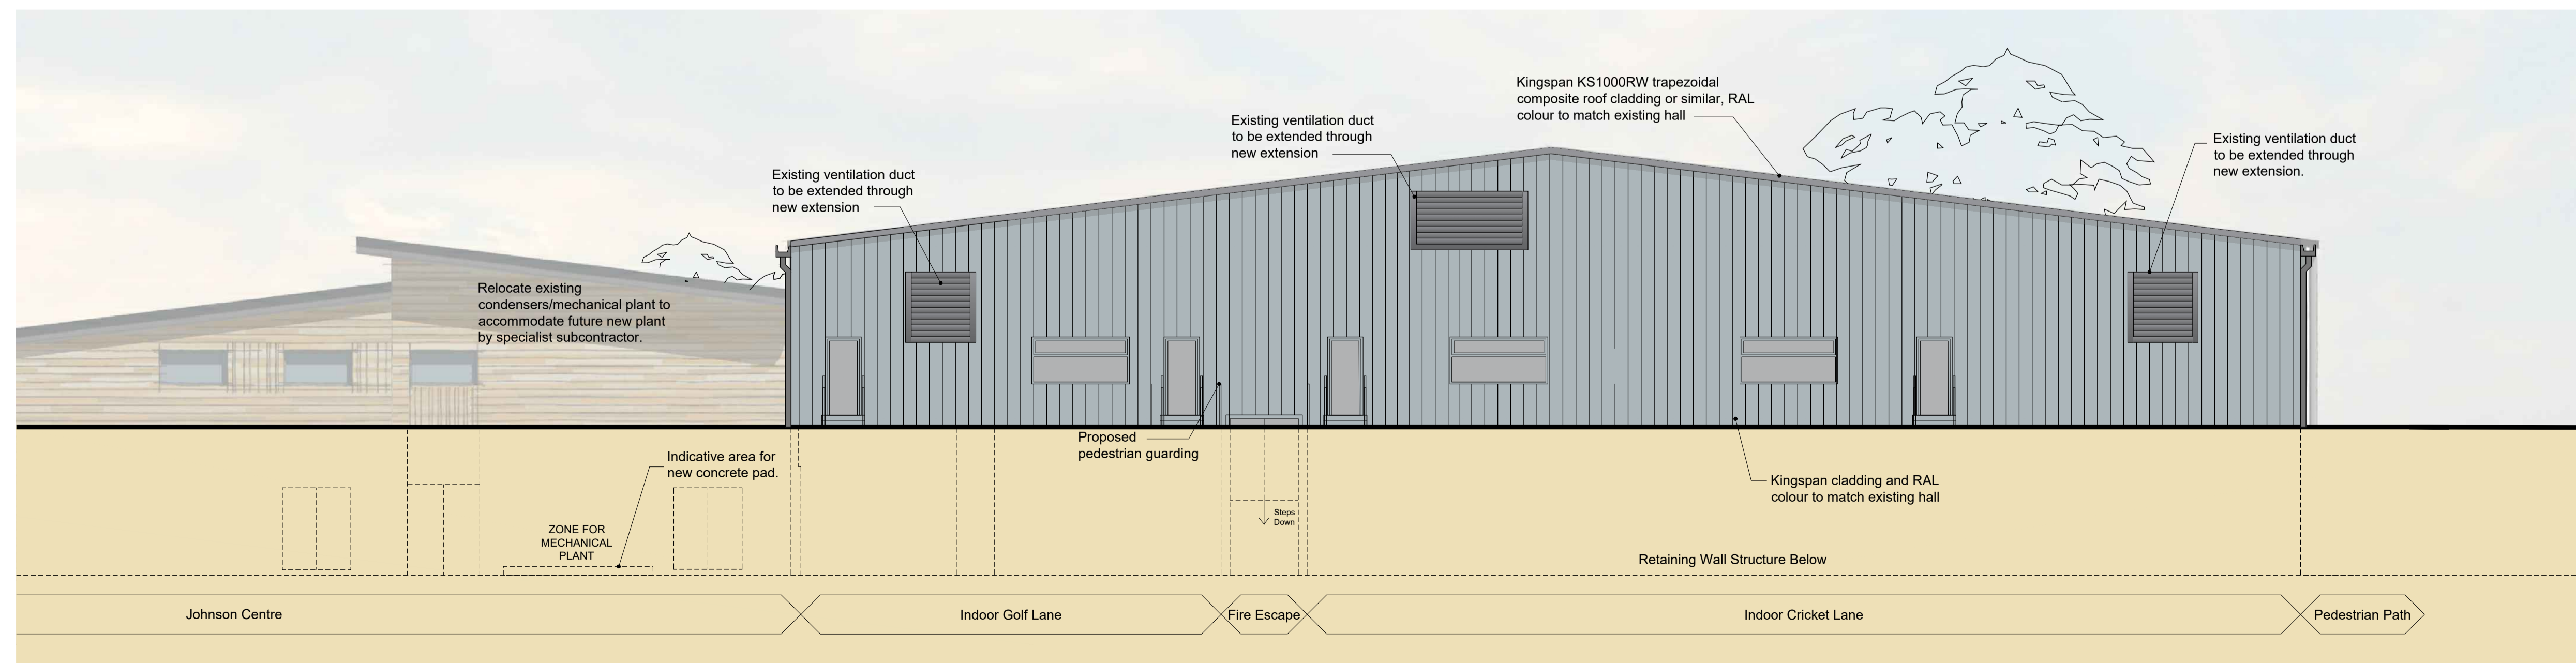 Kingspan KS1000RW trapezoidal
composite roof cladding or similar, RAL
colour to match existing hall
Existing ventilation duct
to be extended through
new extension
Existing ventilation duct
to be extended through
new extension.
Existing ventilation duct
to be extended through
new extension
Relocate existing
condensers/mechanical plant to
accommodate future new plant
by specialist subcontractor.
Proposed
pedestrian guarding
Indicative area for
new concrete pad.
Kingspan cladding and RAL
colour to match existing hall
Steps
Down
ZONE FOR
MECHANICAL
PLANT
Retaining Wall Structure Below
Johnson Centre
Indoor Golf Lane
Fire Escape
Indoor Cricket Lane
Pedestrian Path